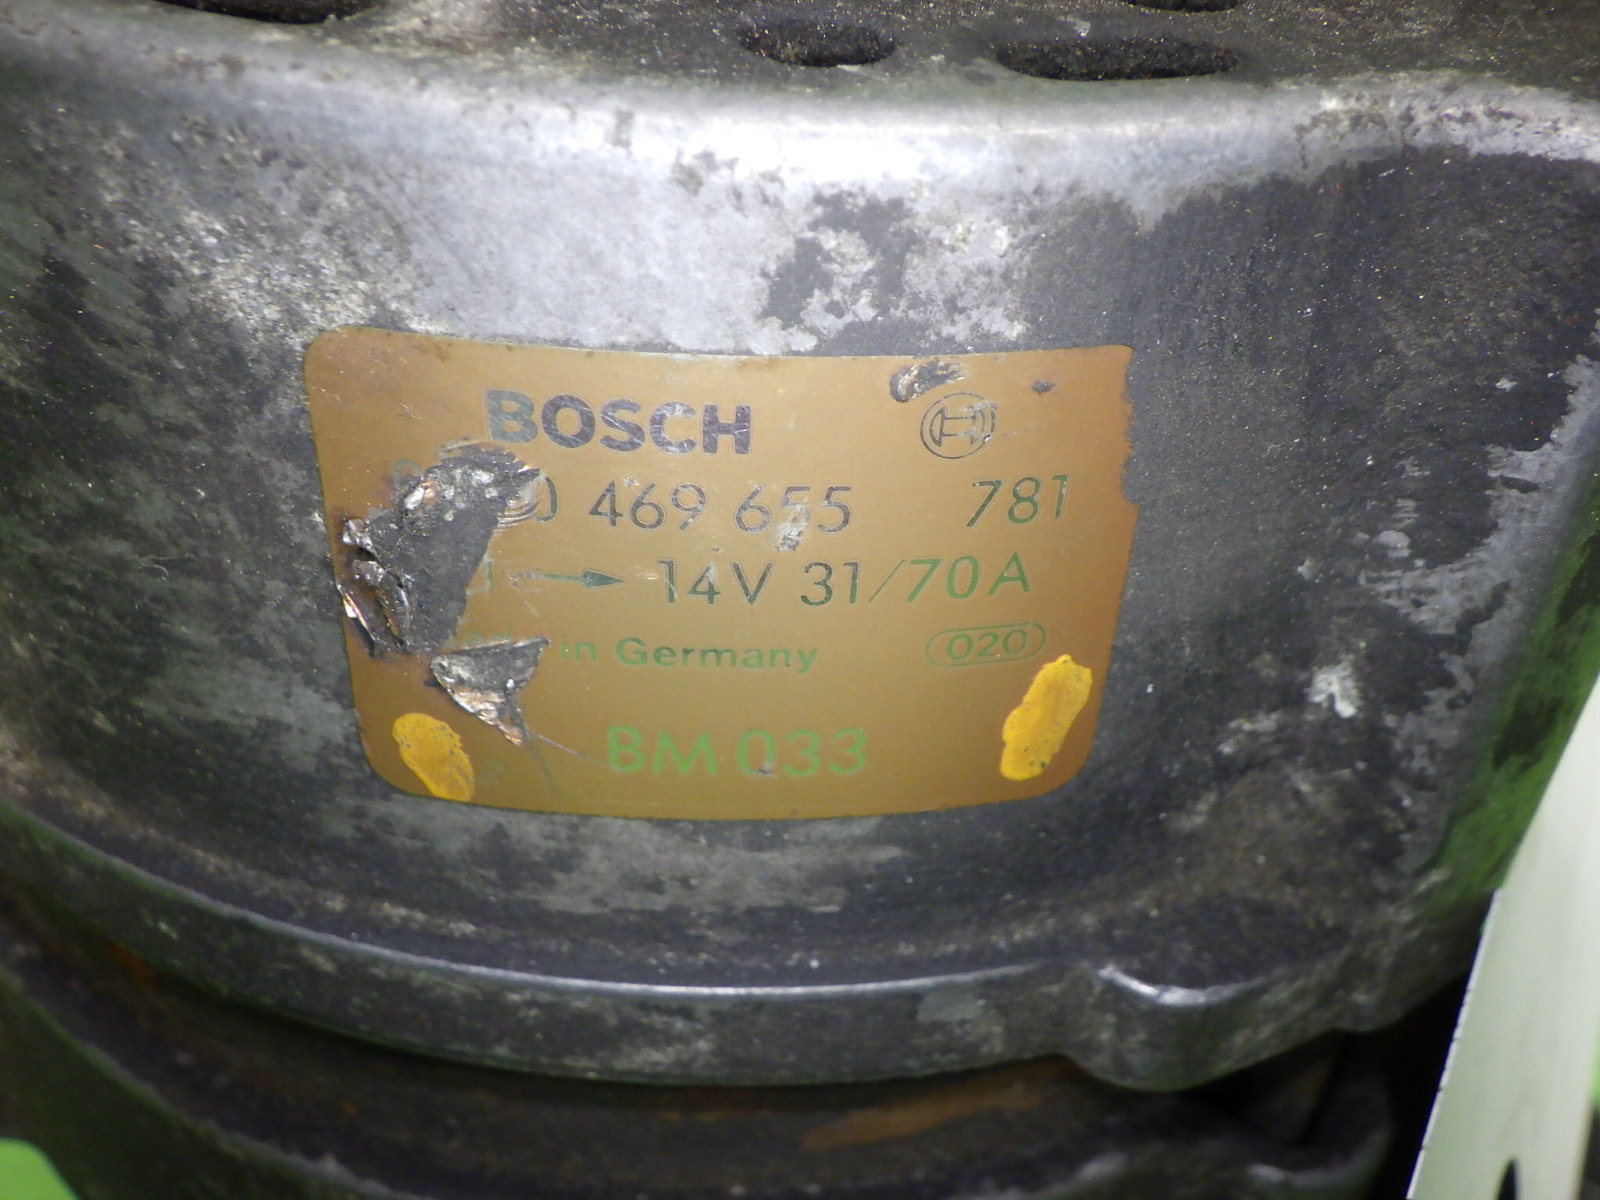 BOSCH
469 655 781
→ 14V 31/70A
in Germany 020
BM 033